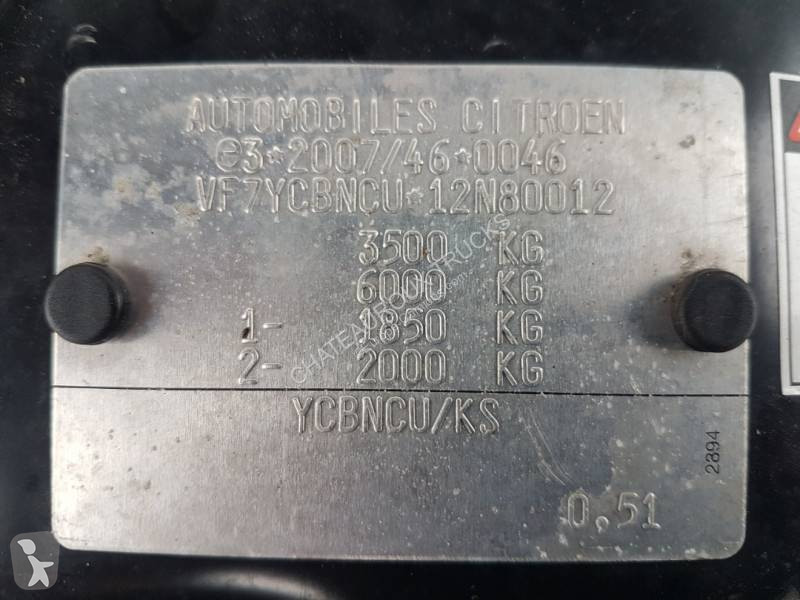 AUTOMOBILES CITROEN
e3*2007/46*0046
VF7YCBNCU*12N80012
3500 KG
6000 KG
1- 1850 KG
2- 2000 KG
YCBNCU/KS
2894
0,51